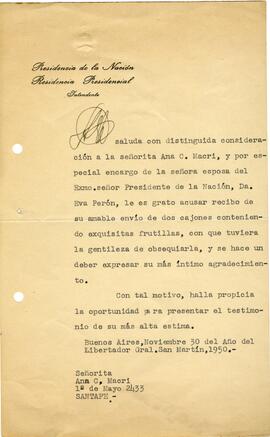 Presidencia de la Nación
Residencia Presidencial
Intendente
saluda con distinguida considera-
ción a la señorita Ana C. Macri, y por es-
pecial encargo de la señora esposa del
Exmo.señor Presidente de la Nación, Da.
Eva Perón, le es grato acusar recibo de
su amable envío de dos cajones contenien
do exquisitas frutillas, con que tuviera
la gentileza de obsequiarla, y se hace un
deber expresar su más íntimo agradecimien
to.
Con tal motivo, halla propicia
la oportunidad para presentar el testimo-
nio de su más alta estima.
Buenos Aires,Noviembre 30 del Año del
Libertador Gral.San Martín,1950.-
Señorita
Ana C, Macri
1º de Mayo 2433
SANTAFE -